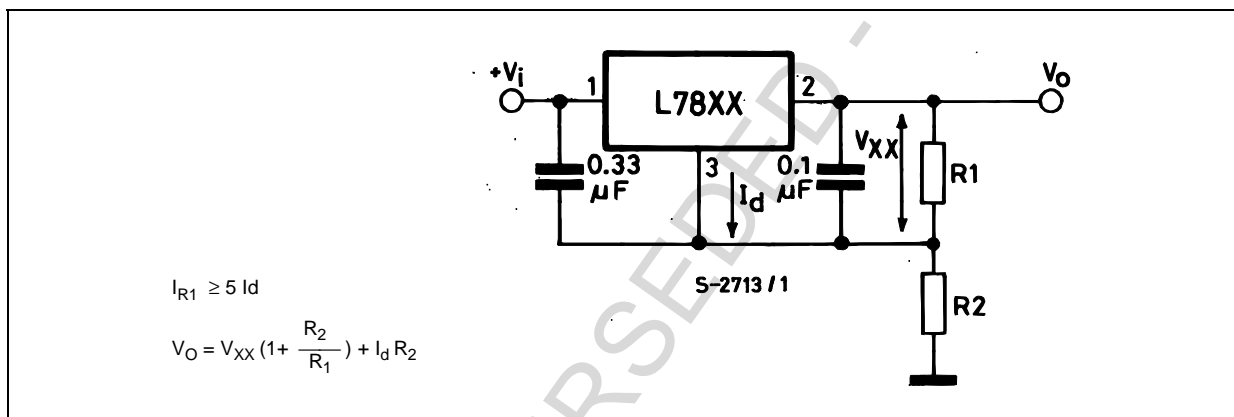 +Vi
1
L78XX
2
Vo
0.33
µF
3
Id
0.1
µF
VXX
R1
S-2713/1
R2
IR1 ≥ 5 Id
VO = VXX (1+ R2/R1) + Id R2
RSEDED -